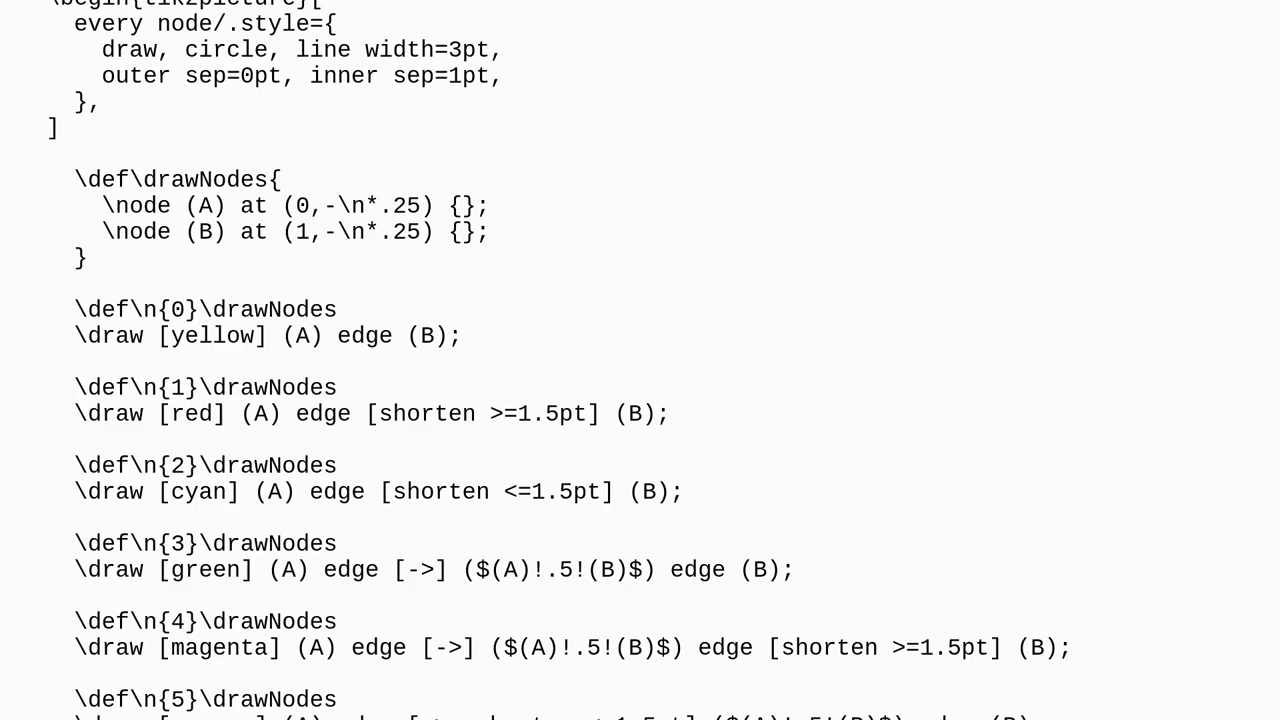 \begin{tikzpicture}[
every node/.style={
draw, circle, line width=3pt,
outer sep=0pt, inner sep=1pt,
},
]
\def\drawNodes{
\node (A) at (0,-\n*.25) {};
\node (B) at (1,-\n*.25) {};
}
\def\n{0}\drawNodes
\draw [yellow] (A) edge (B);
\def\n{1}\drawNodes
\draw [red] (A) edge [shorten >=1.5pt] (B);
\def\n{2}\drawNodes
\draw [cyan] (A) edge [shorten <=1.5pt] (B);
\def\n{3}\drawNodes
\draw [green] (A) edge [->] ($(A)!.5!(B)$) edge (B);
\def\n{4}\drawNodes
\draw [magenta] (A) edge [->] ($(A)!.5!(B)$) edge [shorten >=1.5pt] (B);
\def\n{5}\drawNodes